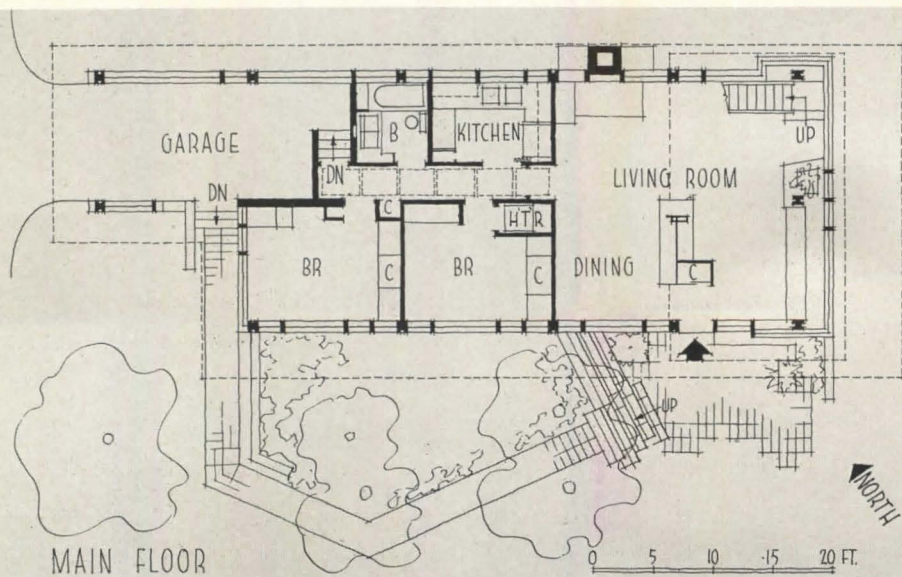 GARAGE
B
KITCHEN
UP
DN
DN
LIVING ROOM
C
HTR
BR
C
BR
C
DINING
C
UP
NORTH
MAIN FLOOR
0 5 10 15 20 FT.